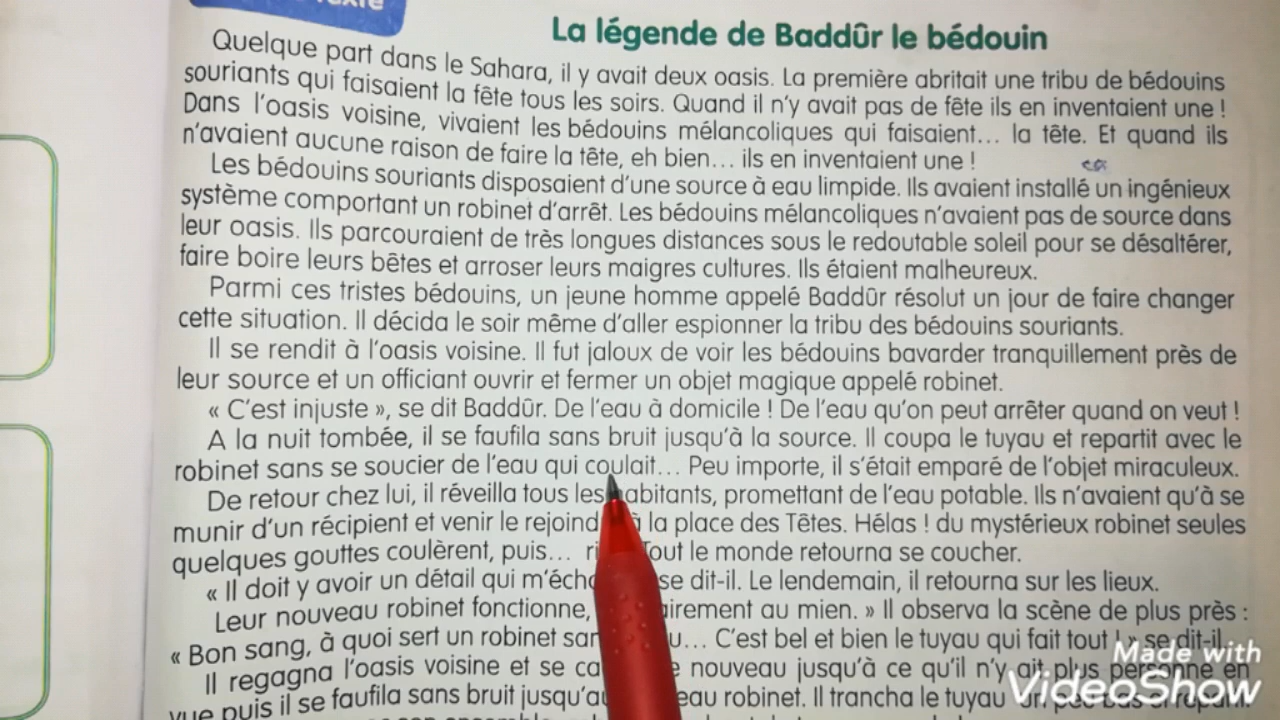 La légende de Baddûr le bédouin
Quelque part dans le Sahara, il y avait deux oasis. La première abritait une tribu de bédouins
souriants qui faisaient la fête tous les soirs. Quand il n'y avait pas de fête ils en inventaient une !
Dans l'oasis voisine, vivaient les bédouins mélancoliques qui faisaient... la tête. Et quand ils
n'avaient aucune raison de faire la tête, eh bien... ils en inventaient une !
Les bédouins souriants disposaient d'une source à eau limpide. Ils avaient installé un ingénieux
système comportant un robinet d'arrêt. Les bédouins mélancoliques n'avaient pas de source dans
leur oasis. Ils parcouraient de très longues distances sous le redoutable soleil pour se désaltérer,
faire boire leurs bêtes et arroser leurs maigres cultures. Ils étaient malheureux.
Parmi ces tristes bédouins, un jeune homme appelé Baddûr résolut un jour de faire changer
cette situation. Il décida le soir même d'aller espionner la tribu des bédouins souriants.
Il se rendit à l'oasis voisine. Il fut jaloux de voir les bédouins bavarder tranquillement près de
leur source et un officiant ouvrir et fermer un objet magique appelé robinet.
« C'est injuste », se dit Baddûr. De l'eau à domicile ! De l'eau qu'on peut arrêter quand on veut !
A la nuit tombée, il se faufila sans bruit jusqu'à la source. Il coupa le tuyau et repartit avec le
robinet sans se soucier de l'eau qui coulait... Peu importe, il s'était emparé de l'objet miraculeux.
De retour chez lui, il réveilla tous les habitants, promettant de l'eau potable. Ils n'avaient qu'à se
munir d'un récipient et venir le rejoind à la place des Têtes. Hélas ! du mystérieux robinet seules
quelques gouttes coulèrent, puis... Tout le monde retourna se coucher.
« Il doit y avoir un détail qui m'éch se dit-il. Le lendemain, il retourna sur les lieux.
Leur nouveau robinet fonctionne, airement au mien. » Il observa la scène de plus près :
« Bon sang, à quoi sert un robinet san u... C'est bel et bien le tuyau qui fait tout ! » se dit-il.
Il regagna l'oasis voisine et se ca nouveau jusqu'à ce qu'il n'y ait plus personne en
vue puis il se faufila sans bruit jusqu'au eau robinet. Il trancha le tuyau un peu
Made with
VideoShow